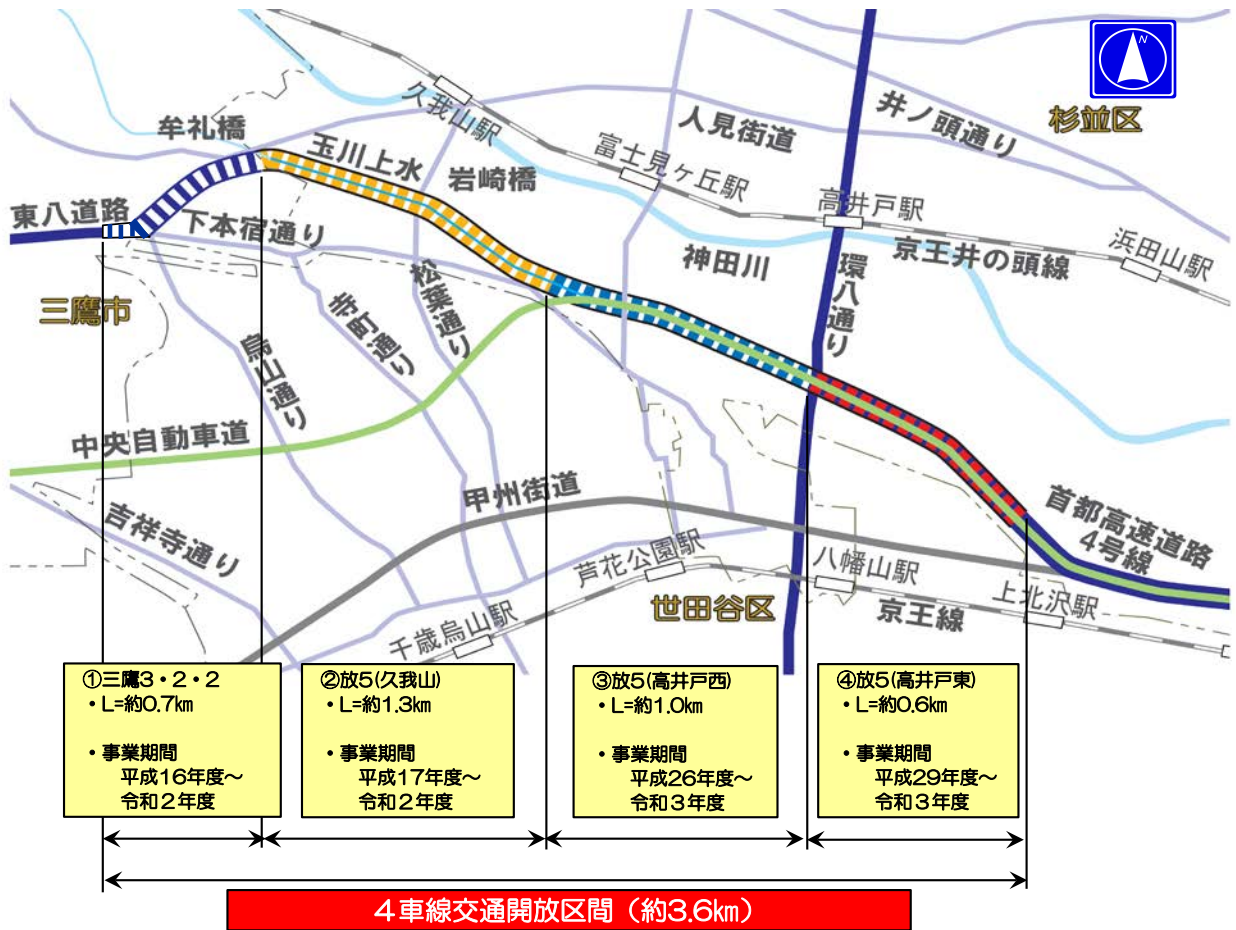 N
杉並区
井ノ頭通り
人見街道
久我山駅
牟礼橋
玉川上水
岩崎橋
富士見ヶ丘駅
高井戸駅
東八道路
下本宿通り
神田川
環八通り
京王井の頭線
浜田山駅
三鷹市
烏山通り
寺町通り
松葉通り
中央自動車道
甲州街道
首都高速道路
4号線
吉祥寺通り
芦花公園駅
八幡山駅
上北沢駅
世田谷区
京王線
千歳烏山駅
①三鷹3・2・2
・L=約0.7km
・事業期間
平成16年度～
令和2年度
②放5(久我山)
・L=約1.3km
・事業期間
平成17年度～
令和2年度
③放5(高井戸西)
・L=約1.0km
・事業期間
平成26年度～
令和3年度
④放5(高井戸東)
・L=約0.6km
・事業期間
平成29年度～
令和3年度
4車線交通開放区間（約3.6km）